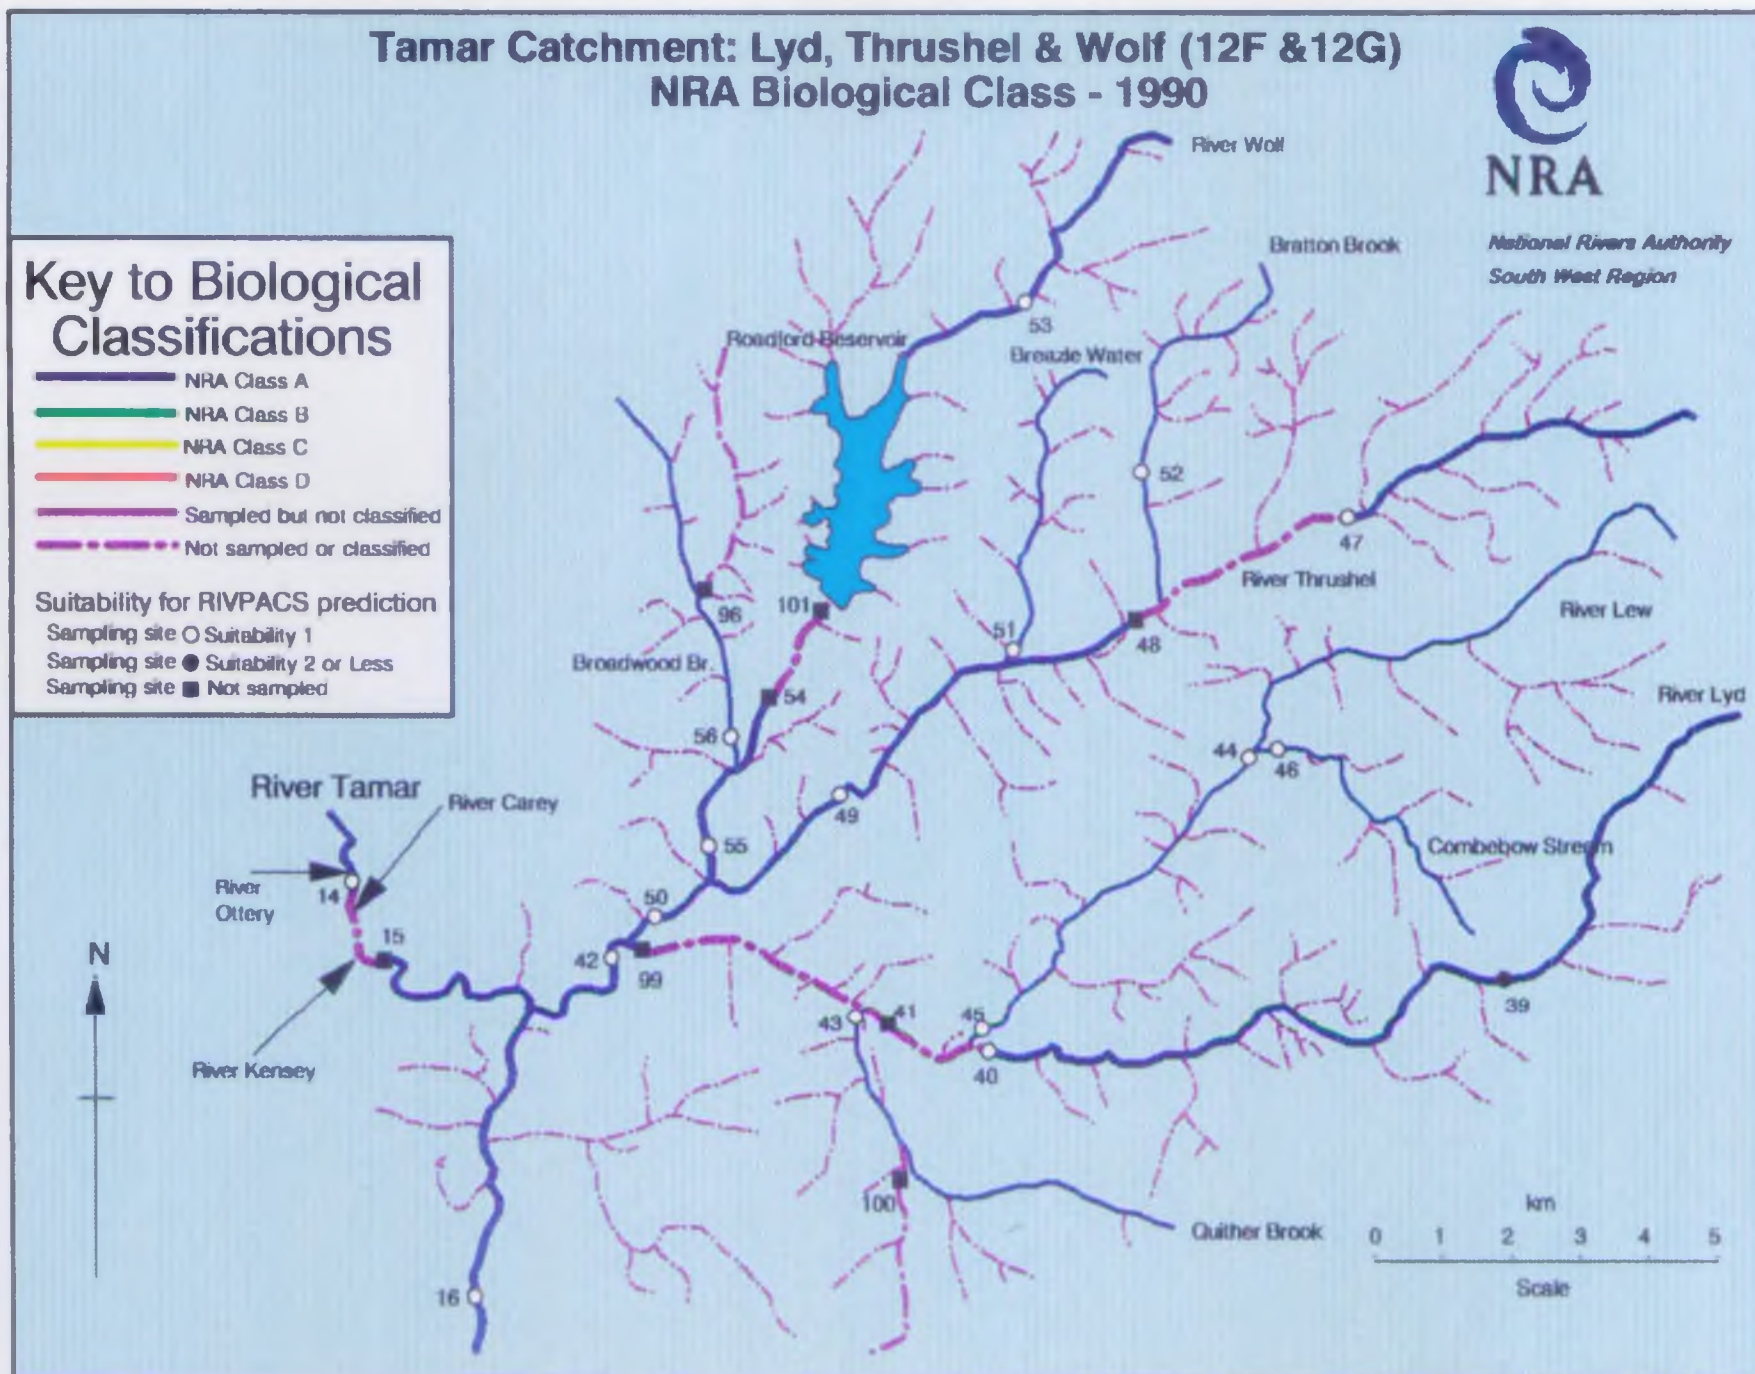 Tamar Catchment: Lyd, Thrushel & Wolf (12F &12G)
NRA Biological Class - 1990
NRA
National Rivers Authority
South West Region
Key to Biological
Classifications
NRA Class A
NRA Class B
NRA Class C
NRA Class D
Sampled but not classified
Not sampled or classified
Suitability for RIVPACS prediction
Sampling site Suitability 1
Sampling site Suitability 2 or Less
Sampling site Not sampled
River Wolf
Bratton Brook
53
Roadford Reservoir
Breazle Water
52
47
River Thrushel
River Lew
96
101
51
48
Broadwood Br.
54
River Lyd
56
44
46
River Tamar
River Carey
49
55
Combebow Stream
River
Ottery
14
50
15
N
42
99
39
43
41
45
40
River Kensey
100
Quither Brook
km
0 1 2 3 4 5
Scale
16